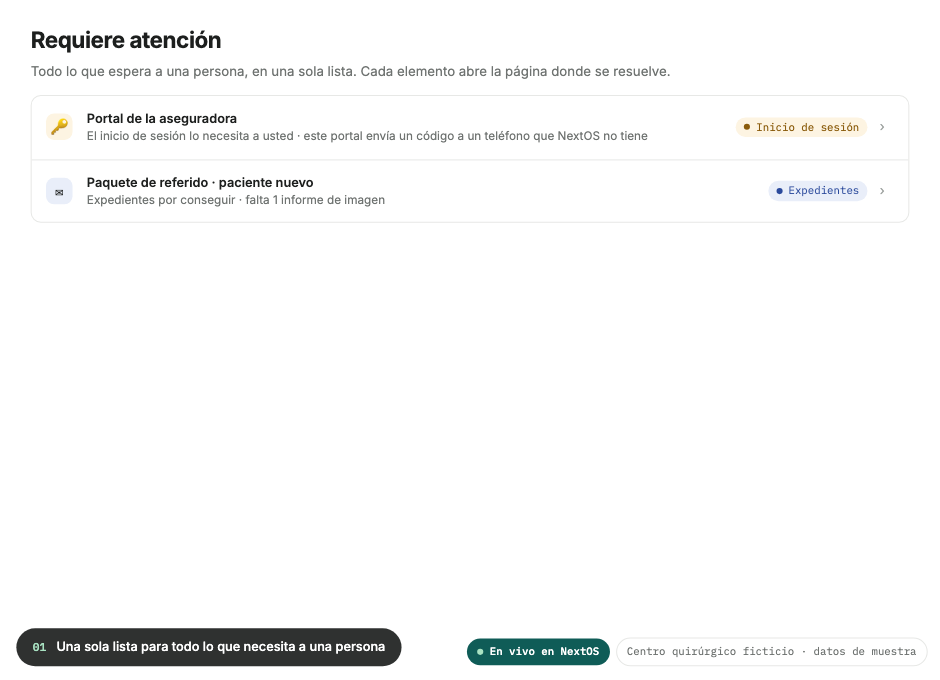 Requiere atención
Todo lo que espera a una persona, en una sola lista. Cada elemento abre la página donde se resuelve.
Portal de la aseguradora
El inicio de sesión lo necesita a usted · este portal envía un código a un teléfono que NextOS no tiene
Inicio de sesión
Paquete de referido · paciente nuevo
Expedientes por conseguir · falta 1 informe de imagen
Expedientes
01 Una sola lista para todo lo que necesita a una persona
En vivo en NextOS
Centro quirúrgico ficticio · datos de muestra